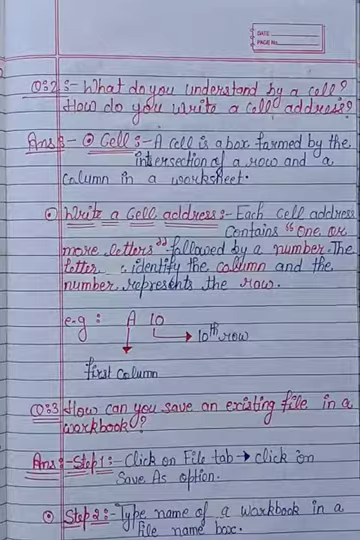 DATE
PAGE No.
Q:2:- What do you understand by a cell?
How do you write a cell address?
Ans:- ⊙ Cell:- A cell is a box formed by the
intersection of a row and a
column in a worksheet.
⊙ Write a Cell address:- Each cell address
contains "one or
more letters" followed by a number. The
letter identify the column and the
number represents the row.
e.g: A 10
→ 10th row
first column
Q:3 How can you save an existing file in a
workbook?
Ans:- Step 1:- Click on File tab → click on
Save As option.
⊙ Step 2:- Type name of a workbook in a
file name box.